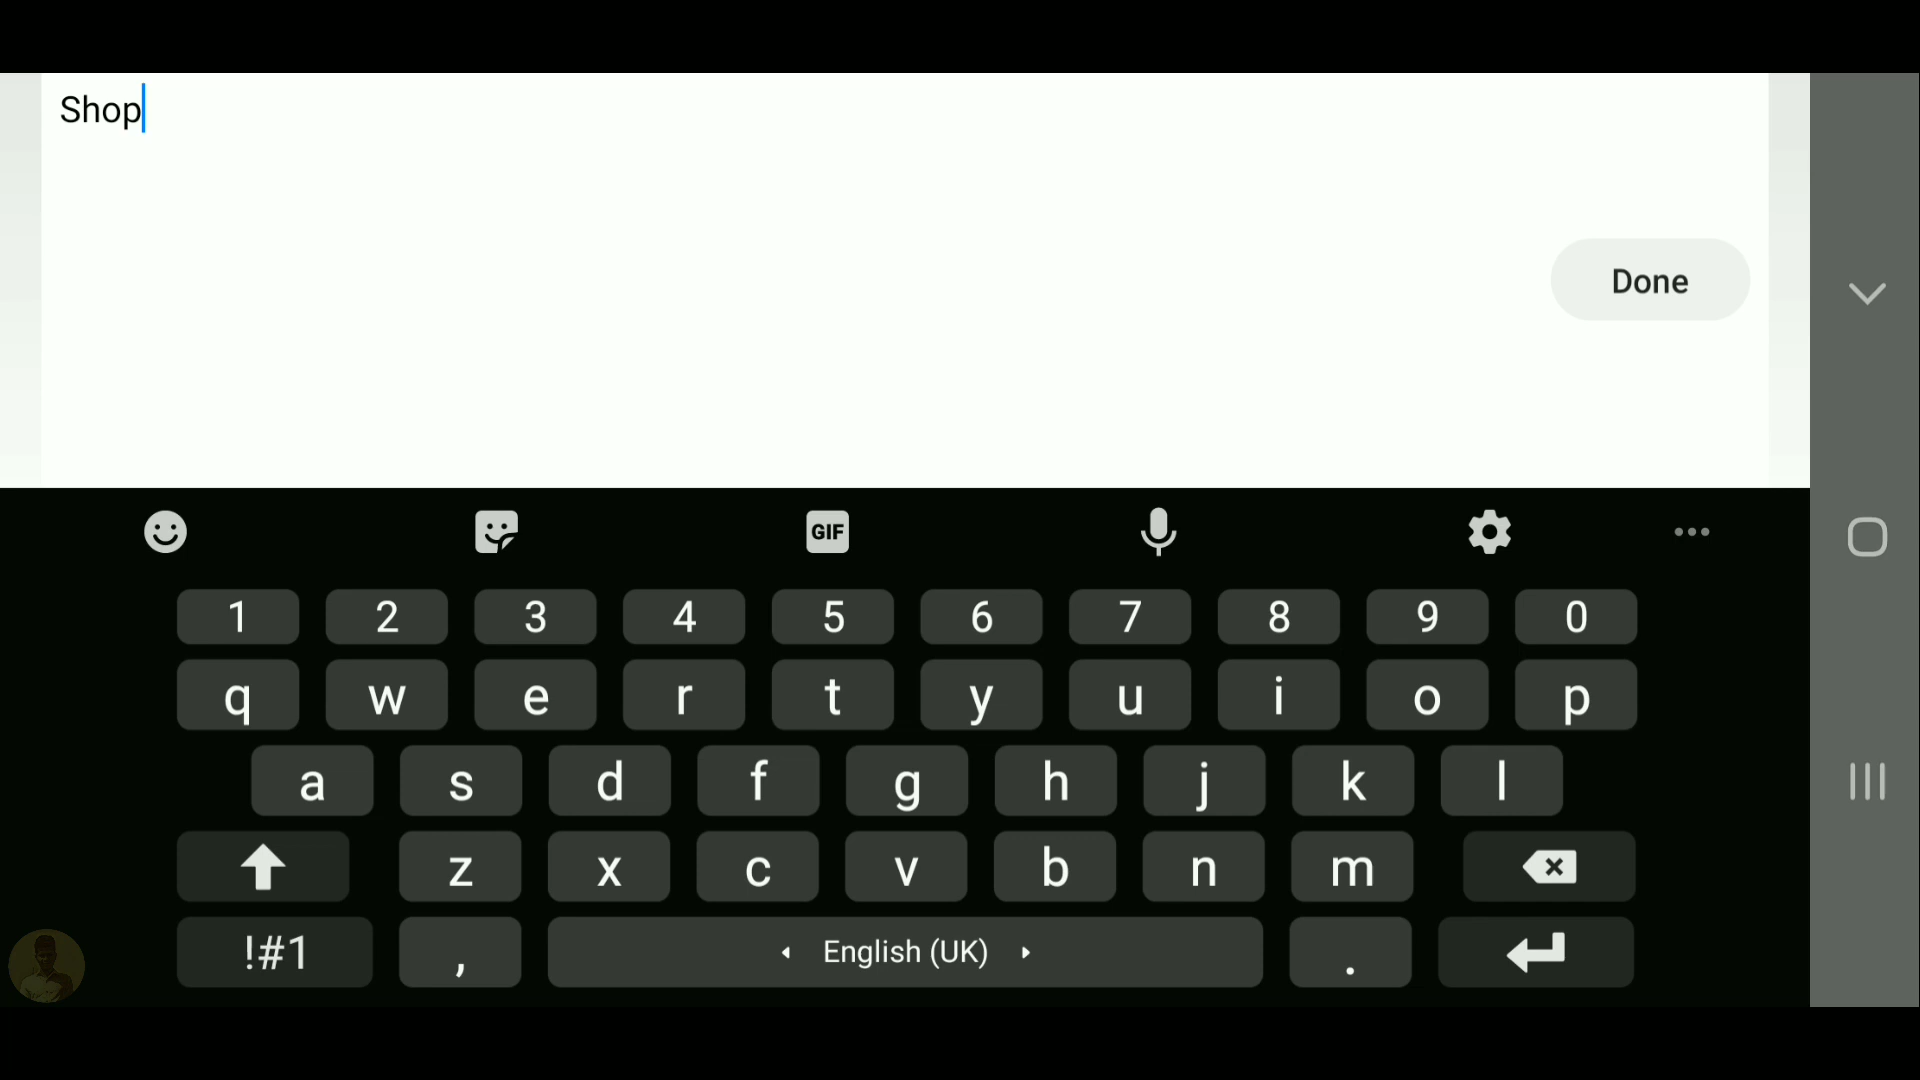 Shop
Done
GIF
1 2 3 4 5 6 7 8 9 0
q w e r t y u i o p
a s d f g h j k l
z x c v b n m
!#1 , English (UK) .